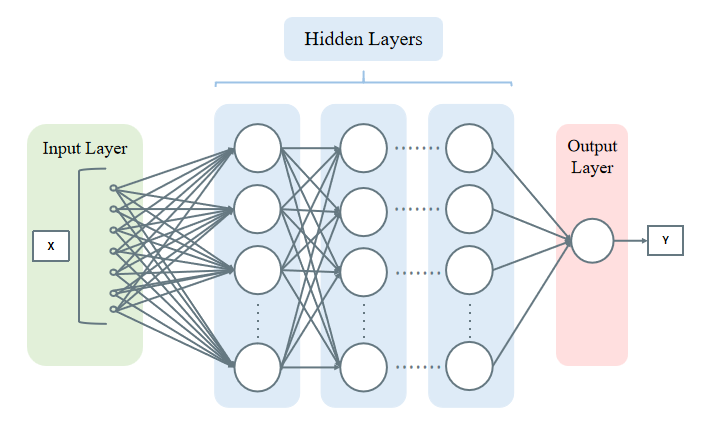 Hidden Layers
Input Layer
Output
Layer
X
Y